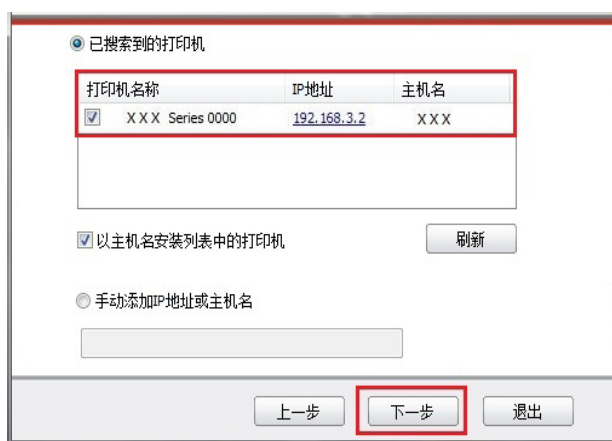 已搜索到的打印机
打印机名称 IP地址 主机名
XXX Series 0000 192.168.3.2 XXX
以主机名安装列表中的打印机 刷新
手动添加IP地址或主机名
上一步 下一步 退出